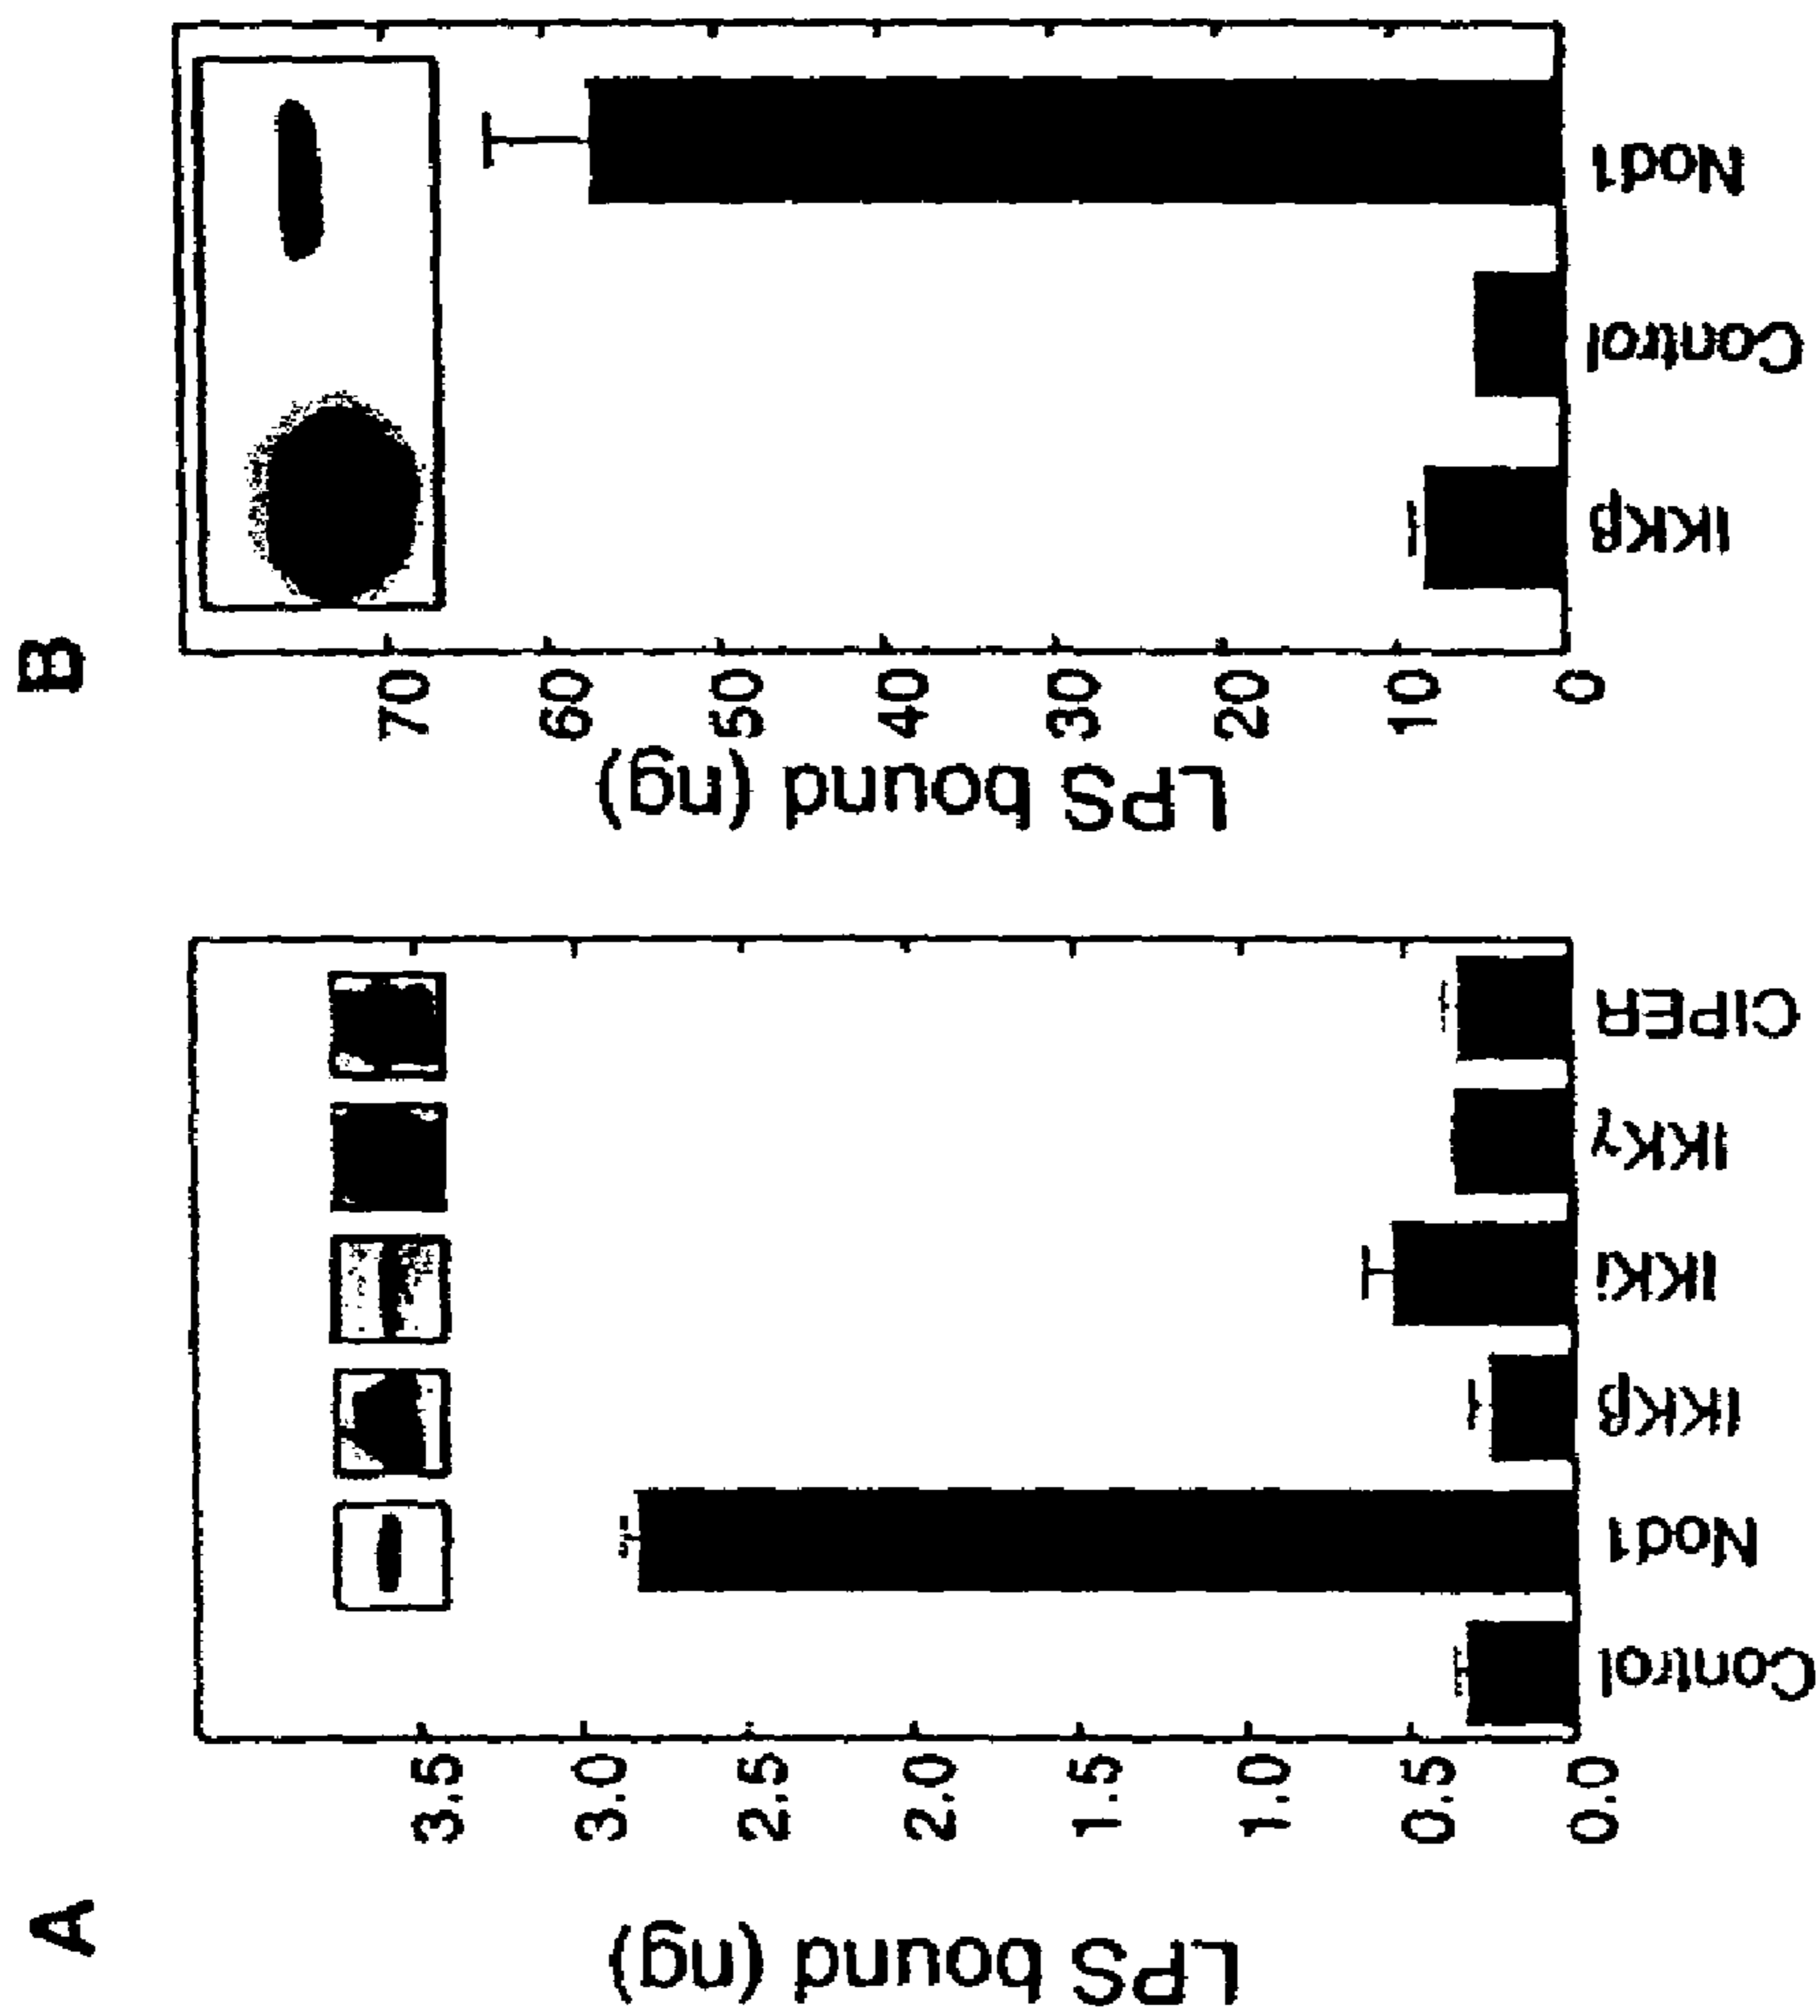 A
LPS bound (ng)
3.5
3.0
2.5
2.0
1.5
1.0
0.5
0.0
Control
Nod1
IKKβ
IKKi
IKKγ
CIPER
B
LPS bound (ng)
70
60
50
40
30
20
10
0
IKKβ
Control
Nod1